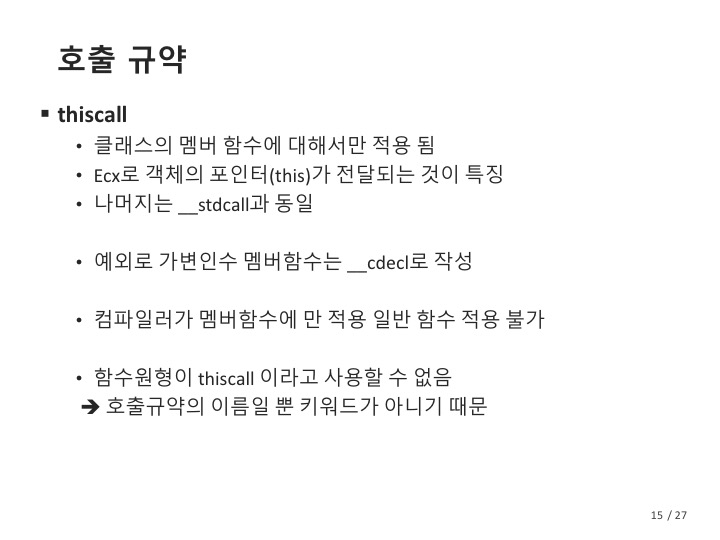 호출 규약
▪ thiscall
• 클래스의 멤버 함수에 대해서만 적용 됨
• Ecx로 객체의 포인터(this)가 전달되는 것이 특징
• 나머지는 __stdcall과 동일
• 예외로 가변인수 멤버함수는 __cdecl로 작성
• 컴파일러가 멤버함수에 만 적용 일반 함수 적용 불가
• 함수원형이 thiscall 이라고 사용할 수 없음
➔ 호출규약의 이름일 뿐 키워드가 아니기 때문
15 / 27